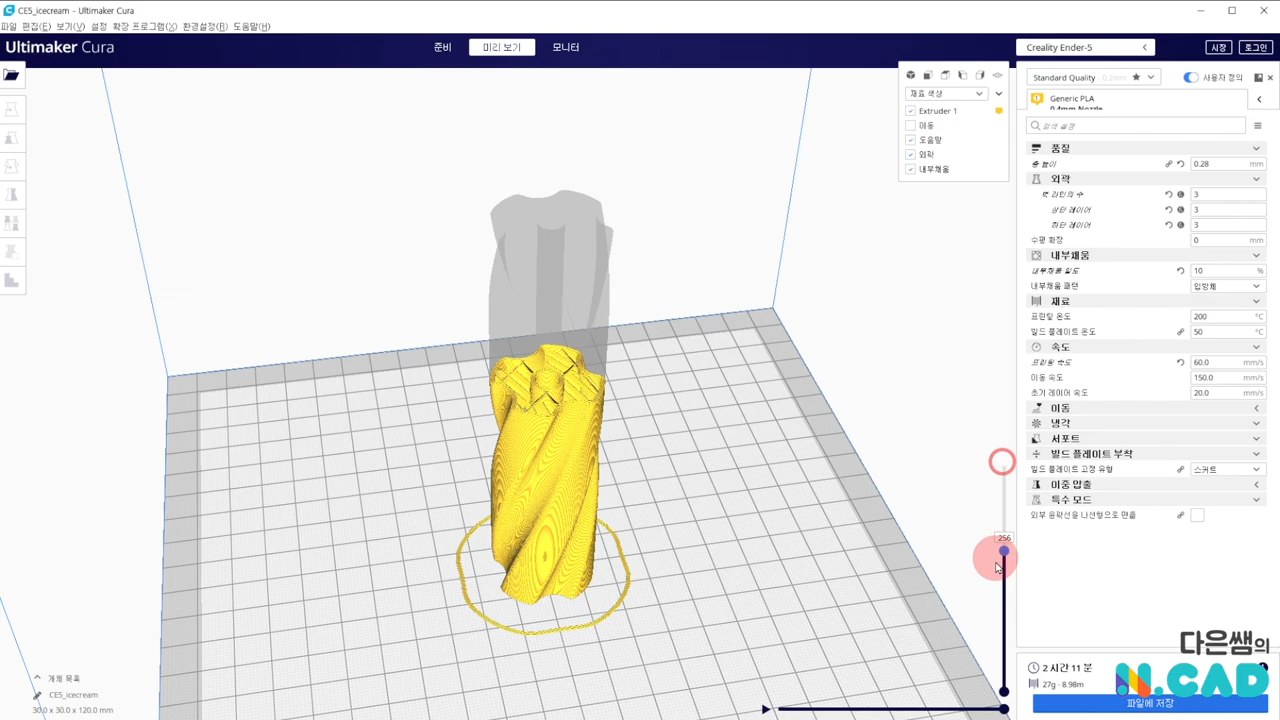 CE5_icecream - Ultimaker Cura
파일 편집(E) 보기(V) 설정 확장 프로그램(X) 환경설정(R) 도움말(H)
Ultimaker Cura
준비
미리 보기
모니터
Creality Ender-5
시장
로그인
재료 색상
Extruder 1
이동
도움말
외곽
내부채움
Standard Quality 0.2mm
사용자 정의
Generic PLA
0.4mm Nozzle
검색 설정
품질
층 높이 0.28 mm
외곽
벽 라인의 수 3
상단 레이어 3
하단 레이어 3
수평 확장 0 mm
내부채움
내부채움 밀도 10 %
내부채움 패턴 입방체
재료
프린팅 온도 200 °C
빌드 플레이트 온도 50 °C
속도
프린팅 속도 60.0 mm/s
이동 속도 150.0 mm/s
초기 레이어 속도 20.0 mm/s
이동
냉각
서포트
빌드 플레이트 부착
빌드 플레이트 고정 유형 스커트
이중 압출
특수 모드
외부 윤곽선을 나선형으로 만듦
256
개체 목록
CE5_icecream
30.0 x 30.0 x 120.0 mm
다은쌤의
N.CAD
2 시간 11 분
27g · 8.98m
파일에 저장